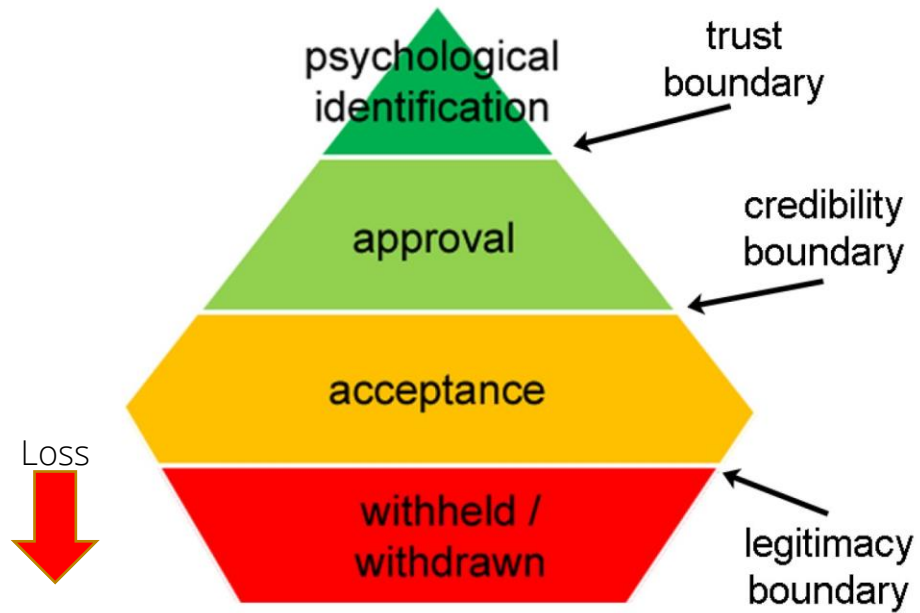 psychological
identification
trust
boundary
approval
credibility
boundary
acceptance
Loss
withheld /
withdrawn
legitimacy
boundary